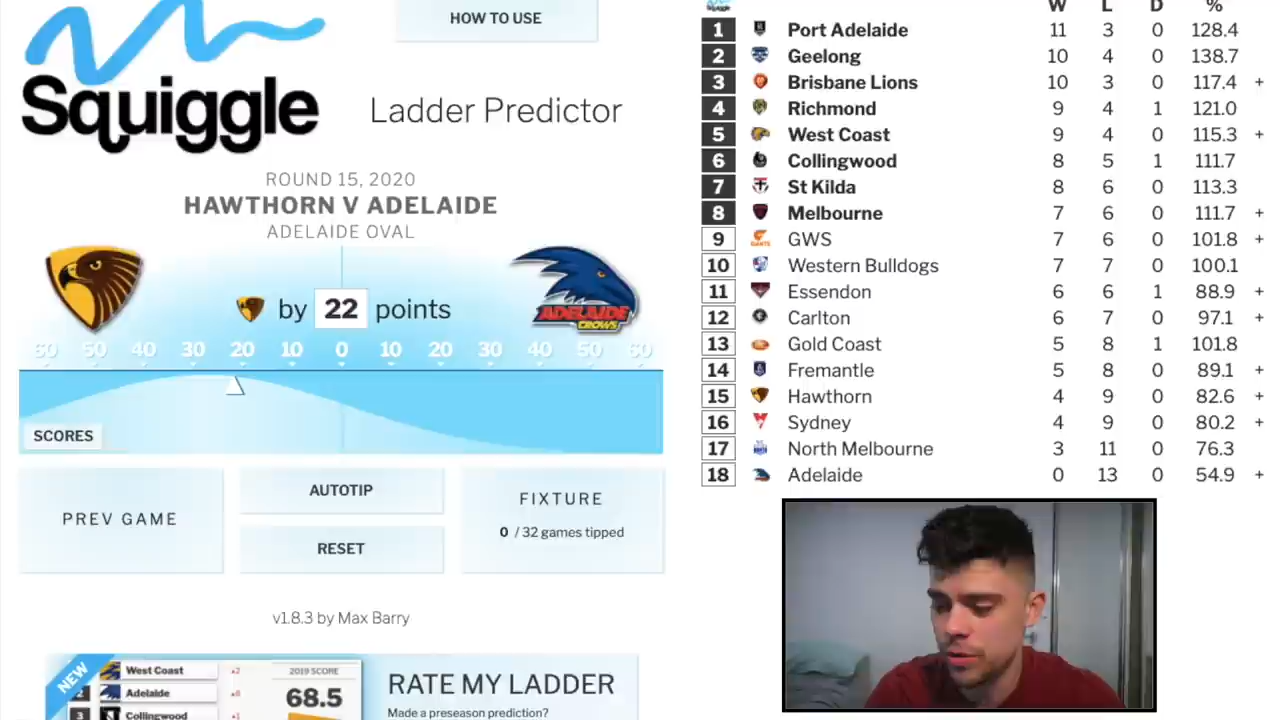 HOW TO USE
Squiggle
Ladder Predictor
ROUND 15, 2020
HAWTHORN V ADELAIDE
ADELAIDE OVAL
ADELAIDE
CROWS
by 22 points
60 50 40 30 20 10 0 10 20 30 40 50 60
SCORES
PREV GAME
AUTOTIP
RESET
FIXTURE
0 / 32 games tipped
v1.8.3 by Max Barry
NEW
West Coast ▲2
2 Adelaide ▲8
3 Collingwood ▲1
2019 SCORE
68.5
RATE MY LADDER
Made a preseason prediction?
W L D %
1 Port Adelaide 11 3 0 128.4
2 Geelong 10 4 0 138.7
3 Brisbane Lions 10 3 0 117.4 +
4 Richmond 9 4 1 121.0
5 West Coast 9 4 0 115.3 +
6 Collingwood 8 5 1 111.7
7 St Kilda 8 6 0 113.3
8 Melbourne 7 6 0 111.7 +
9 GWS 7 6 0 101.8 +
10 Western Bulldogs 7 7 0 100.1
11 Essendon 6 6 1 88.9 +
12 Carlton 6 7 0 97.1 +
13 Gold Coast 5 8 1 101.8
14 Fremantle 5 8 0 89.1 +
15 Hawthorn 4 9 0 82.6 +
16 Sydney 4 9 0 80.2 +
17 North Melbourne 3 11 0 76.3
18 Adelaide 0 13 0 54.9 +